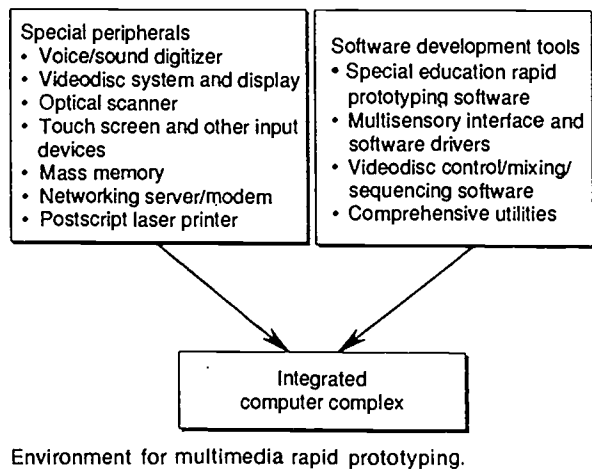 Special peripherals
• Voice/sound digitizer
• Videodisc system and display
• Optical scanner
• Touch screen and other input
devices
• Mass memory
• Networking server/modem
• Postscript laser printer
Software development tools
• Special education rapid
prototyping software
• Multisensory interface and
software drivers
• Videodisc control/mixing/
sequencing software
• Comprehensive utilities
Integrated
computer complex
Environment for multimedia rapid prototyping.